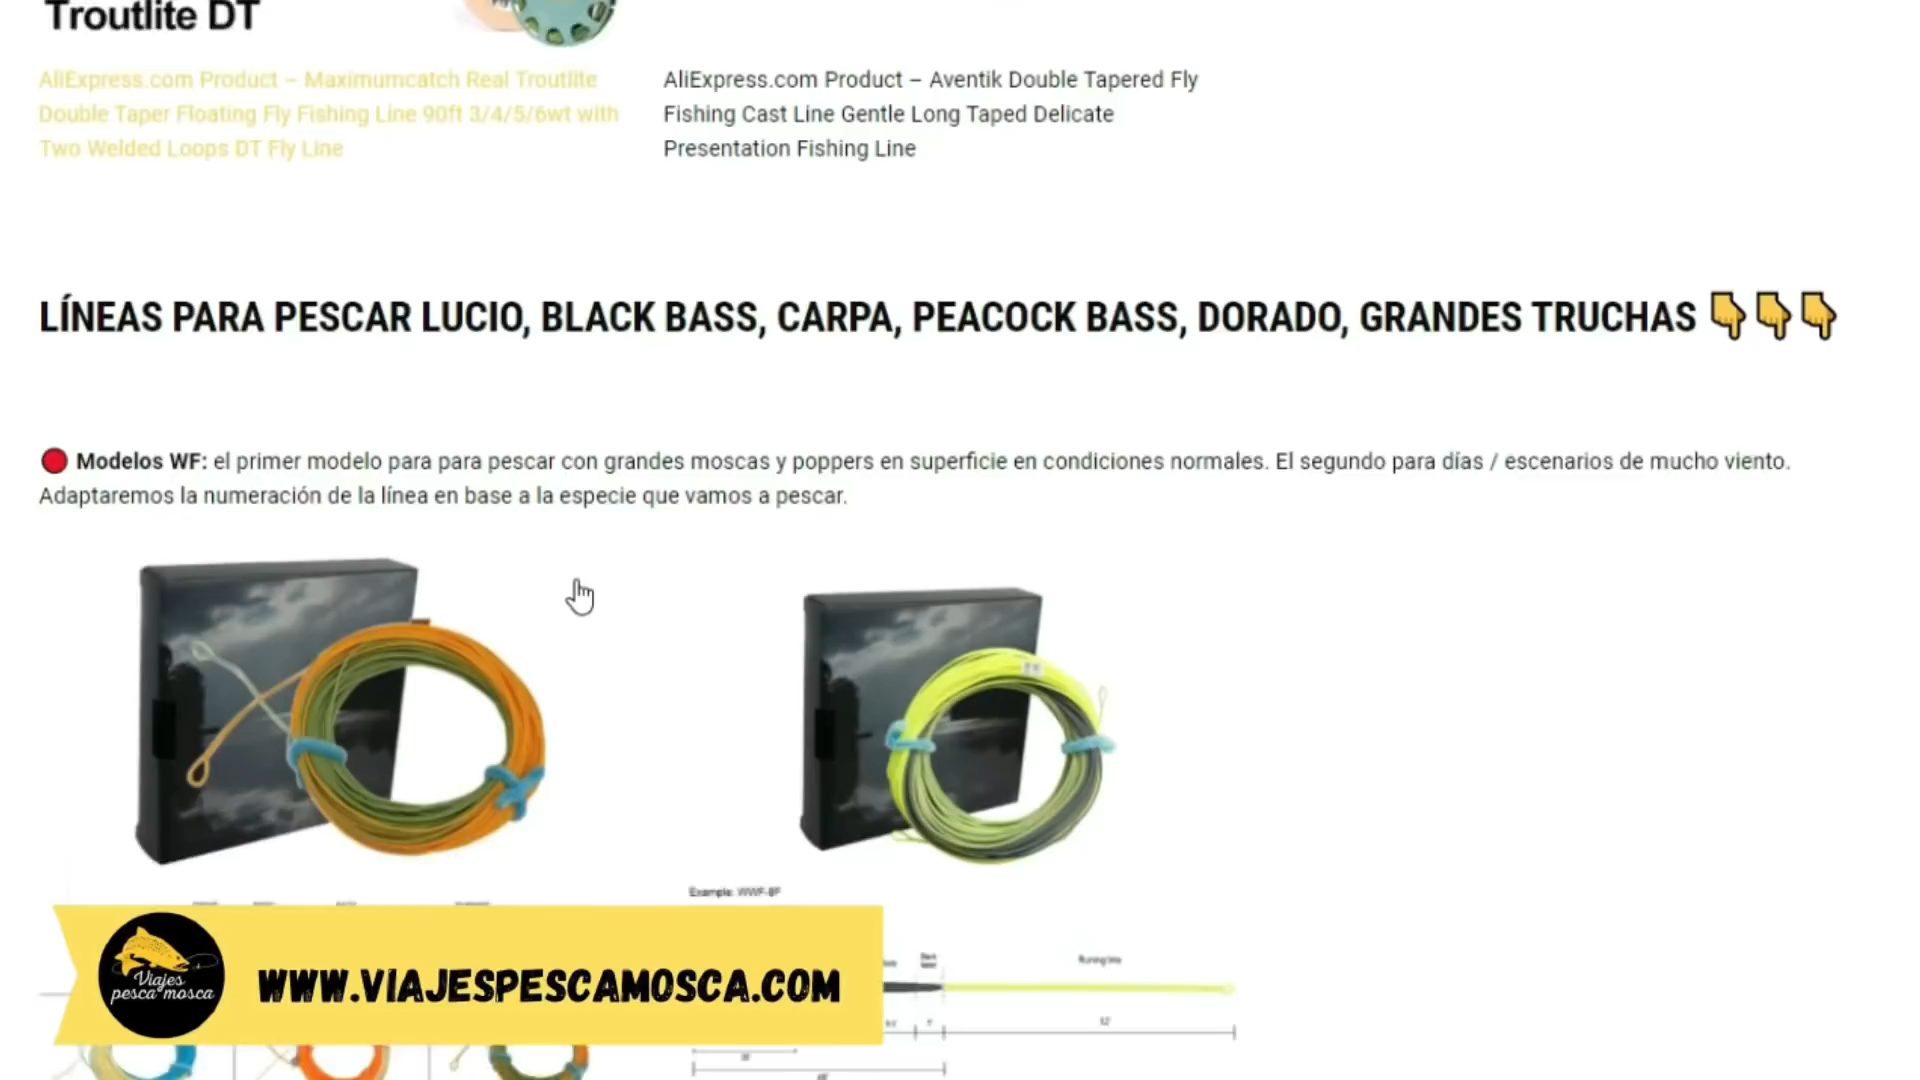 Troutlite DT
AliExpress.com Product – Maximumcatch Real Troutlite
Double Taper Floating Fly Fishing Line 90ft 3/4/5/6wt with
Two Welded Loops DT Fly Line
AliExpress.com Product – Aventik Double Tapered Fly
Fishing Cast Line Gentle Long Taped Delicate
Presentation Fishing Line
LÍNEAS PARA PESCAR LUCIO, BLACK BASS, CARPA, PEACOCK BASS, DORADO, GRANDES TRUCHAS 👇👇👇
🔴 Modelos WF: el primer modelo para para pescar con grandes moscas y poppers en superficie en condiciones normales. El segundo para días / escenarios de mucho viento.
Adaptaremos la numeración de la línea en base a la especie que vamos a pescar.
Example: WWF-8F
Running line
Viajes
pesca mosca
WWW.VIAJESPESCAMOSCA.COM